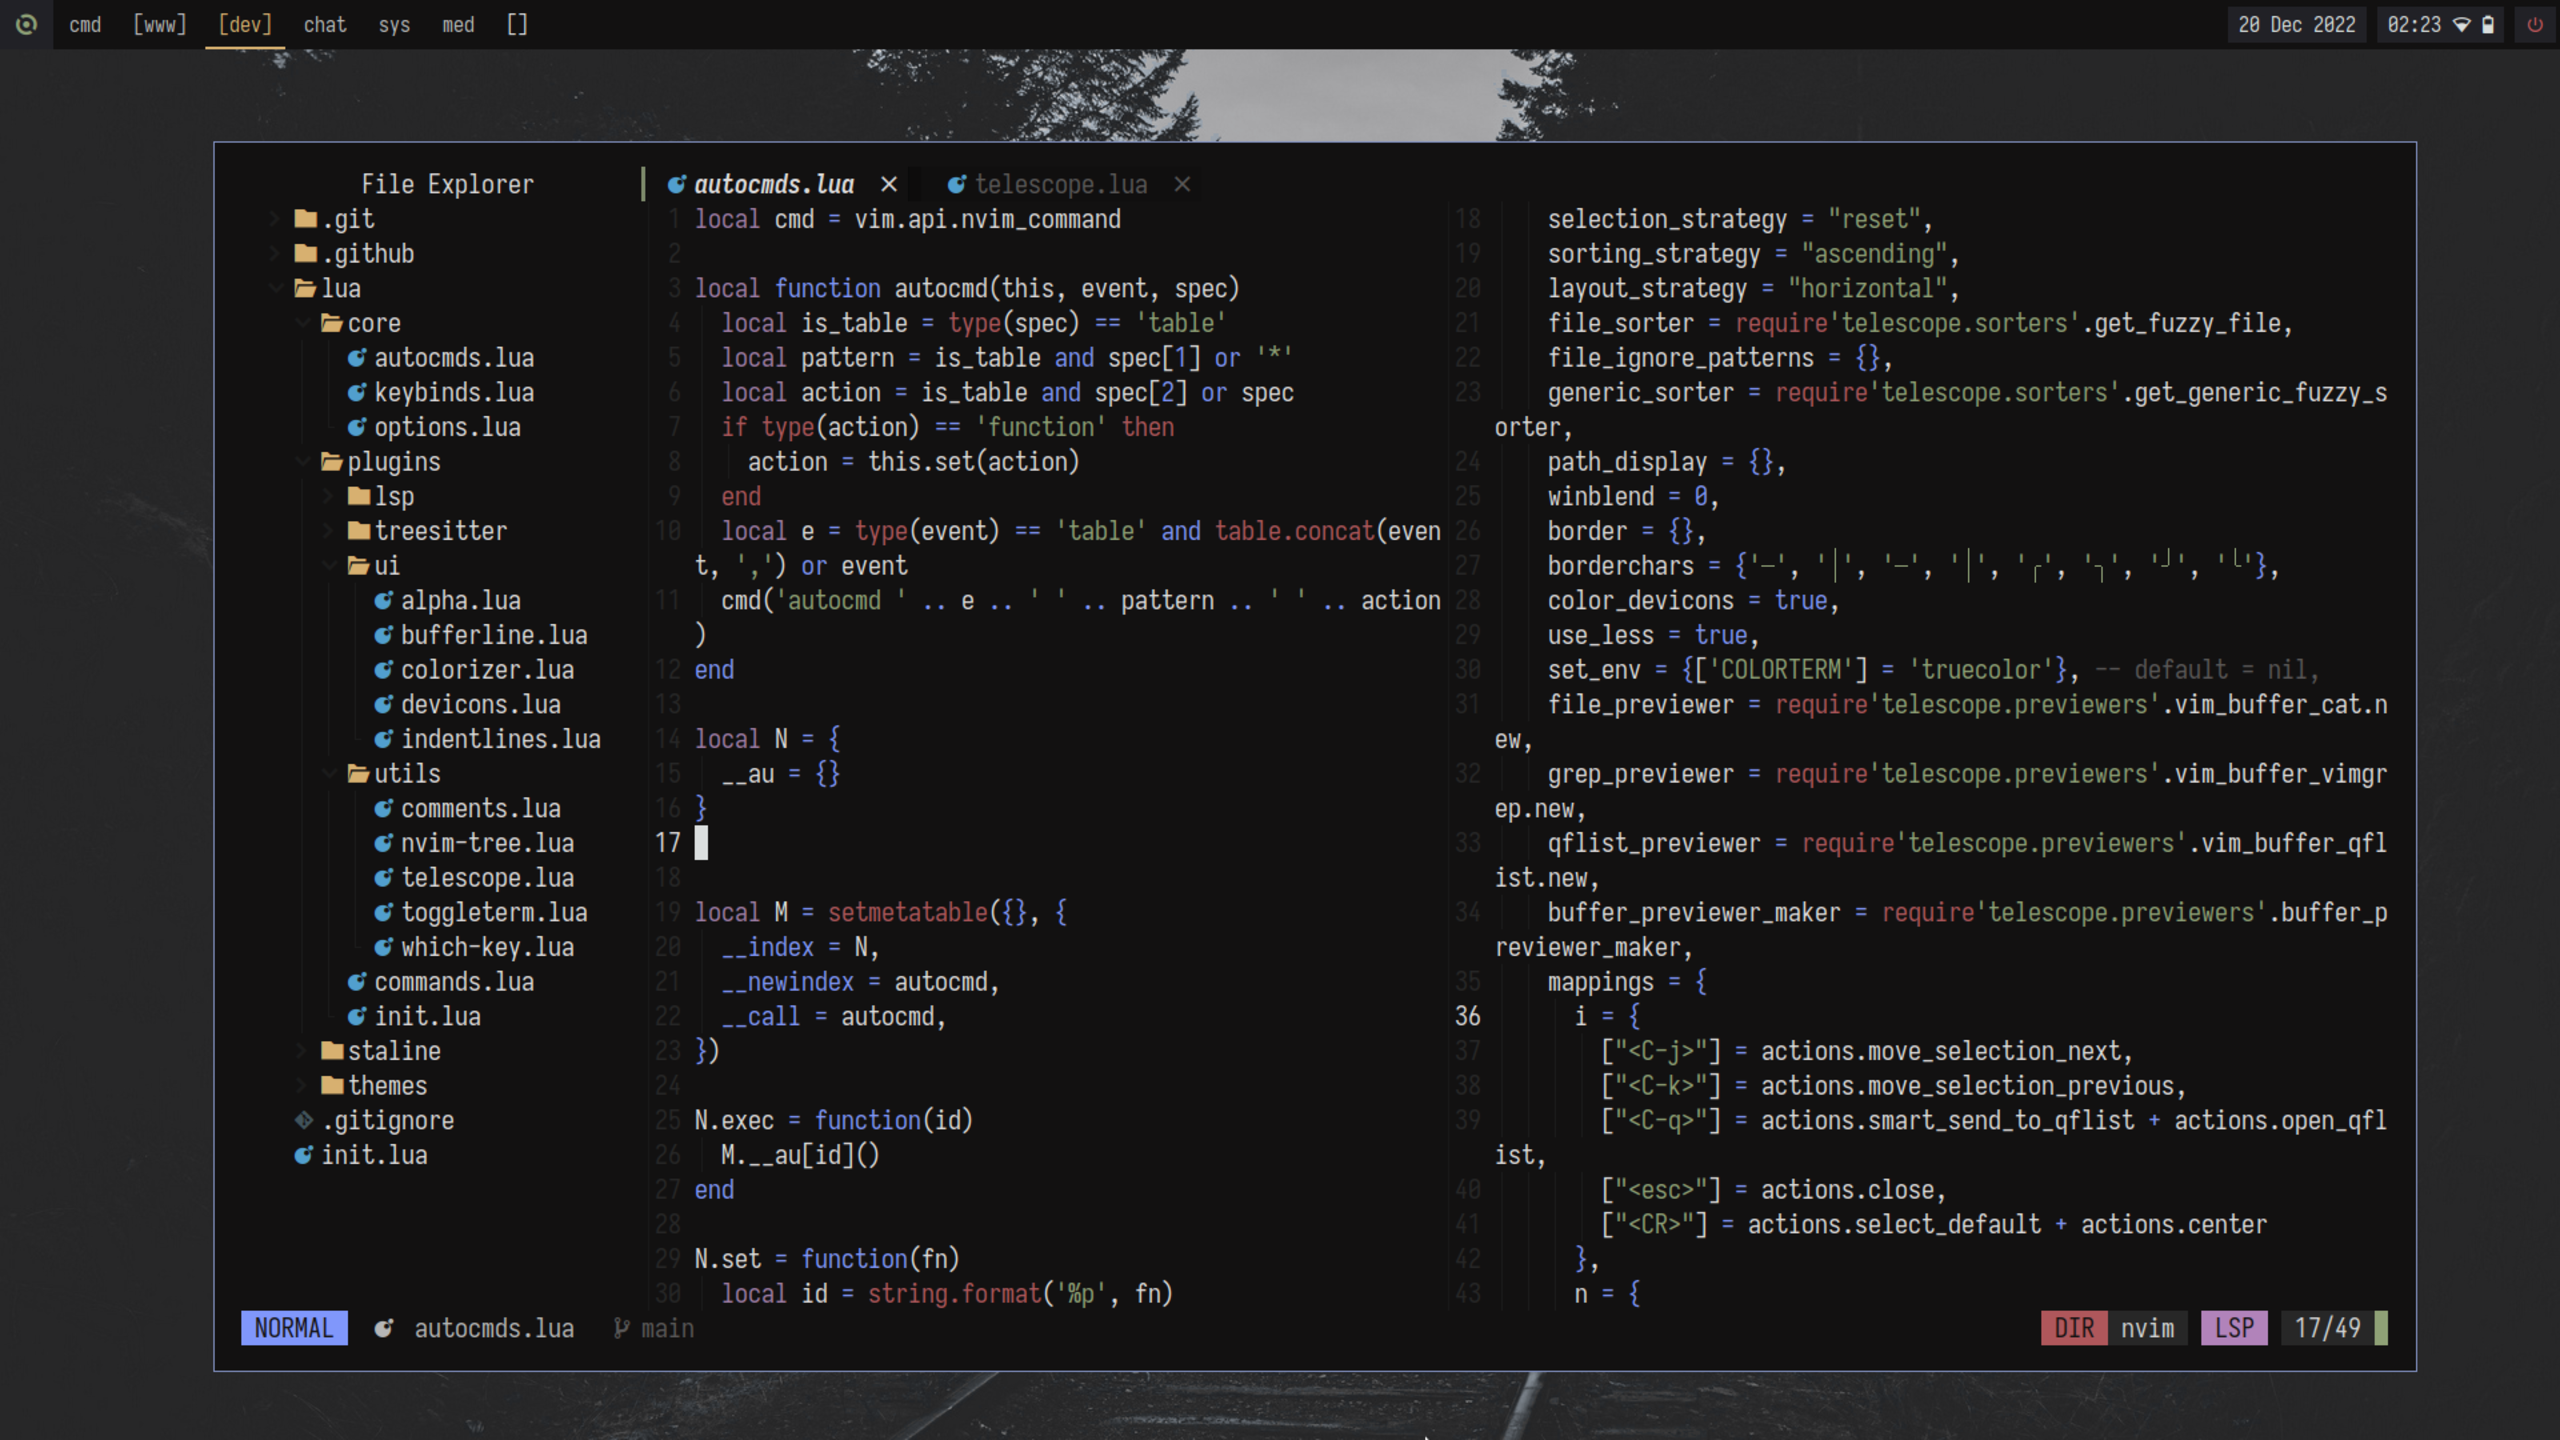 cmd [www] [dev] chat sys med []
20 Dec 2022 02:23
File Explorer
.git
.github
lua
core
autocmds.lua
keybinds.lua
options.lua
plugins
lsp
treesitter
ui
alpha.lua
bufferline.lua
colorizer.lua
devicons.lua
indentlines.lua
utils
comments.lua
nvim-tree.lua
telescope.lua
toggleterm.lua
which-key.lua
commands.lua
init.lua
staline
themes
.gitignore
init.lua
autocmds.lua × telescope.lua ×
1 local cmd = vim.api.nvim_command
2
3 local function autocmd(this, event, spec)
4   local is_table = type(spec) == 'table'
5   local pattern = is_table and spec[1] or '*'
6   local action = is_table and spec[2] or spec
7   if type(action) == 'function' then
8     action = this.set(action)
9   end
10   local e = type(event) == 'table' and table.concat(even
t, ',') or event
11   cmd('autocmd ' .. e .. ' ' .. pattern .. ' ' .. action
)
12 end
13
14 local N = {
15   __au = {}
16 }
17
18
19 local M = setmetatable({}, {
20   __index = N,
21   __newindex = autocmd,
22   __call = autocmd,
23 })
24
25 N.exec = function(id)
26   M.__au[id]()
27 end
28
29 N.set = function(fn)
30   local id = string.format('%p', fn)
18     selection_strategy = "reset",
19     sorting_strategy = "ascending",
20     layout_strategy = "horizontal",
21     file_sorter = require'telescope.sorters'.get_fuzzy_file,
22     file_ignore_patterns = {},
23     generic_sorter = require'telescope.sorters'.get_generic_fuzzy_s
orter,
24     path_display = {},
25     winblend = 0,
26     border = {},
27     borderchars = {'─', '│', '─', '│', '╭', '╮', '╯', '╰'},
28     color_devicons = true,
29     use_less = true,
30     set_env = {['COLORTERM'] = 'truecolor'}, -- default = nil,
31     file_previewer = require'telescope.previewers'.vim_buffer_cat.n
ew,
32     grep_previewer = require'telescope.previewers'.vim_buffer_vimgr
ep.new,
33     qflist_previewer = require'telescope.previewers'.vim_buffer_qfl
ist.new,
34     buffer_previewer_maker = require'telescope.previewers'.buffer_p
reviewer_maker,
35     mappings = {
36       i = {
37         ["<C-j>"] = actions.move_selection_next,
38         ["<C-k>"] = actions.move_selection_previous,
39         ["<C-q>"] = actions.smart_send_to_qflist + actions.open_qfl
ist,
40         ["<esc>"] = actions.close,
41         ["<CR>"] = actions.select_default + actions.center
42       },
43       n = {
NORMAL autocmds.lua main
DIR nvim LSP 17/49